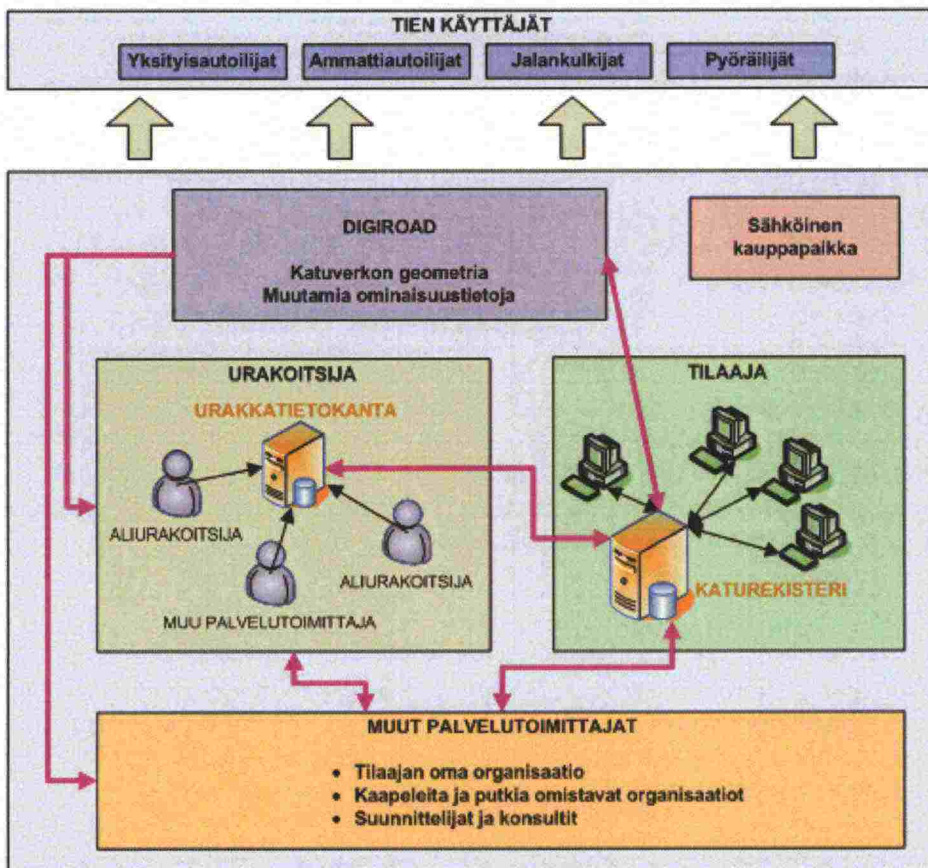 TIEN KÄYTTÄJÄT
Yksityisautoilijat
Ammattiautoilijat
Jalankulkijat
Pyöräilijät
DIGIROAD
Katuverkon geometria
Muutamia ominaisuustietoja
Sähköinen
kauppapaikka
URAKOITSIJA
URAKKATIETOKANTA
ALIURAKOITSIJA
ALIURAKOITSIJA
MUU PALVELUTOIMITTAJA
TILAAJA
KATUREKISTERI
MUUT PALVELUTOIMITTAJAT
• Tilaajan oma organisaatio
• Kaapeleita ja putkia omistavat organisaatiot
• Suunnittelijat ja konsultit